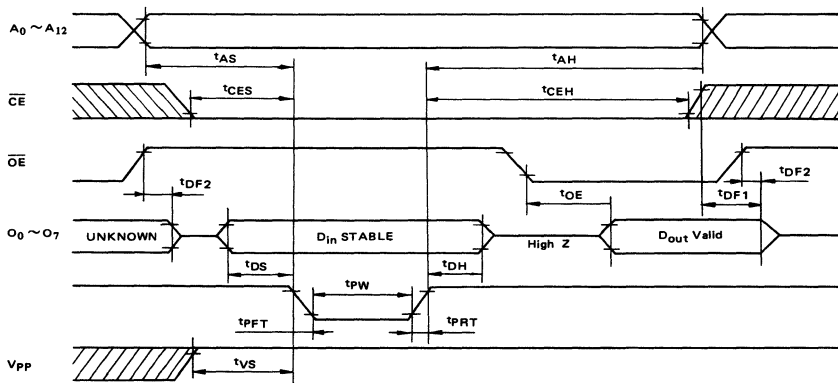 A0 ~ A12
tAS
tAH
CE
tCES
tCEH
OE
tDF2
tOE
tDF1
tDF2
O0 ~ O7
UNKNOWN
Din STABLE
High Z
Dout Valid
tDS
tPW
tDH
tPFT
tPRT
VPP
tVS